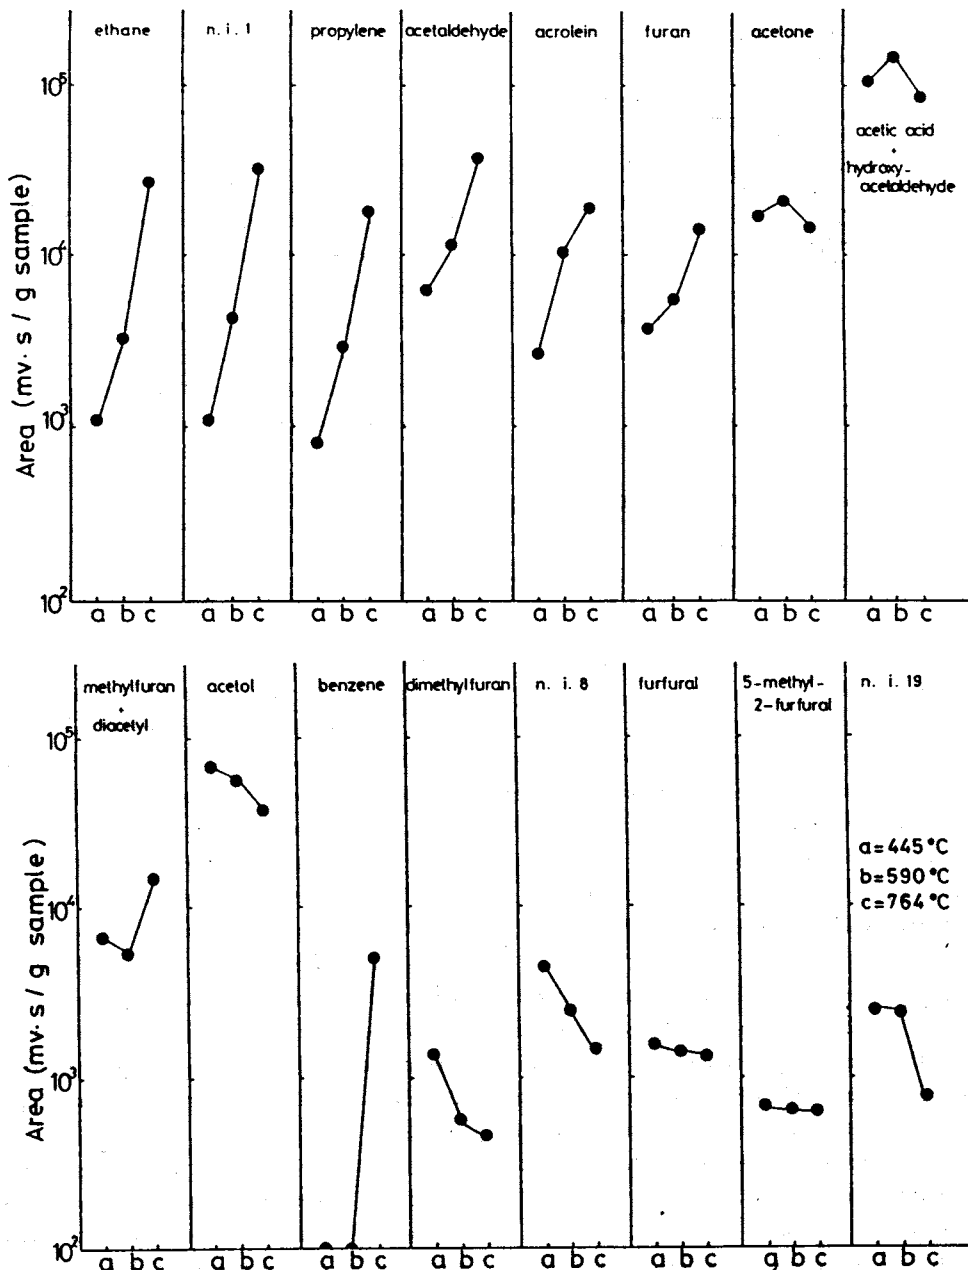 ethane n. i. 1 propylene acetaldehyde acrolein furan acetone
10⁵
acetic acid
+
hydroxy-
acetaldehyde
10⁴
10³
10²
Area (mv. s / g sample)
a b c a b c a b c a b c a b c a b c a b c a b c
methylfuran
+
diacetyl
acetol benzene dimethylfuran n. i. 8 furfural
5-methyl-
2-furfural
n. i. 19
10⁵
a=445 °C
b=590 °C
c=764 °C
10⁴
10³
10²
Area (mv. s / g sample)
a b c a b c a b c a b c a b c a b c a b c a b c